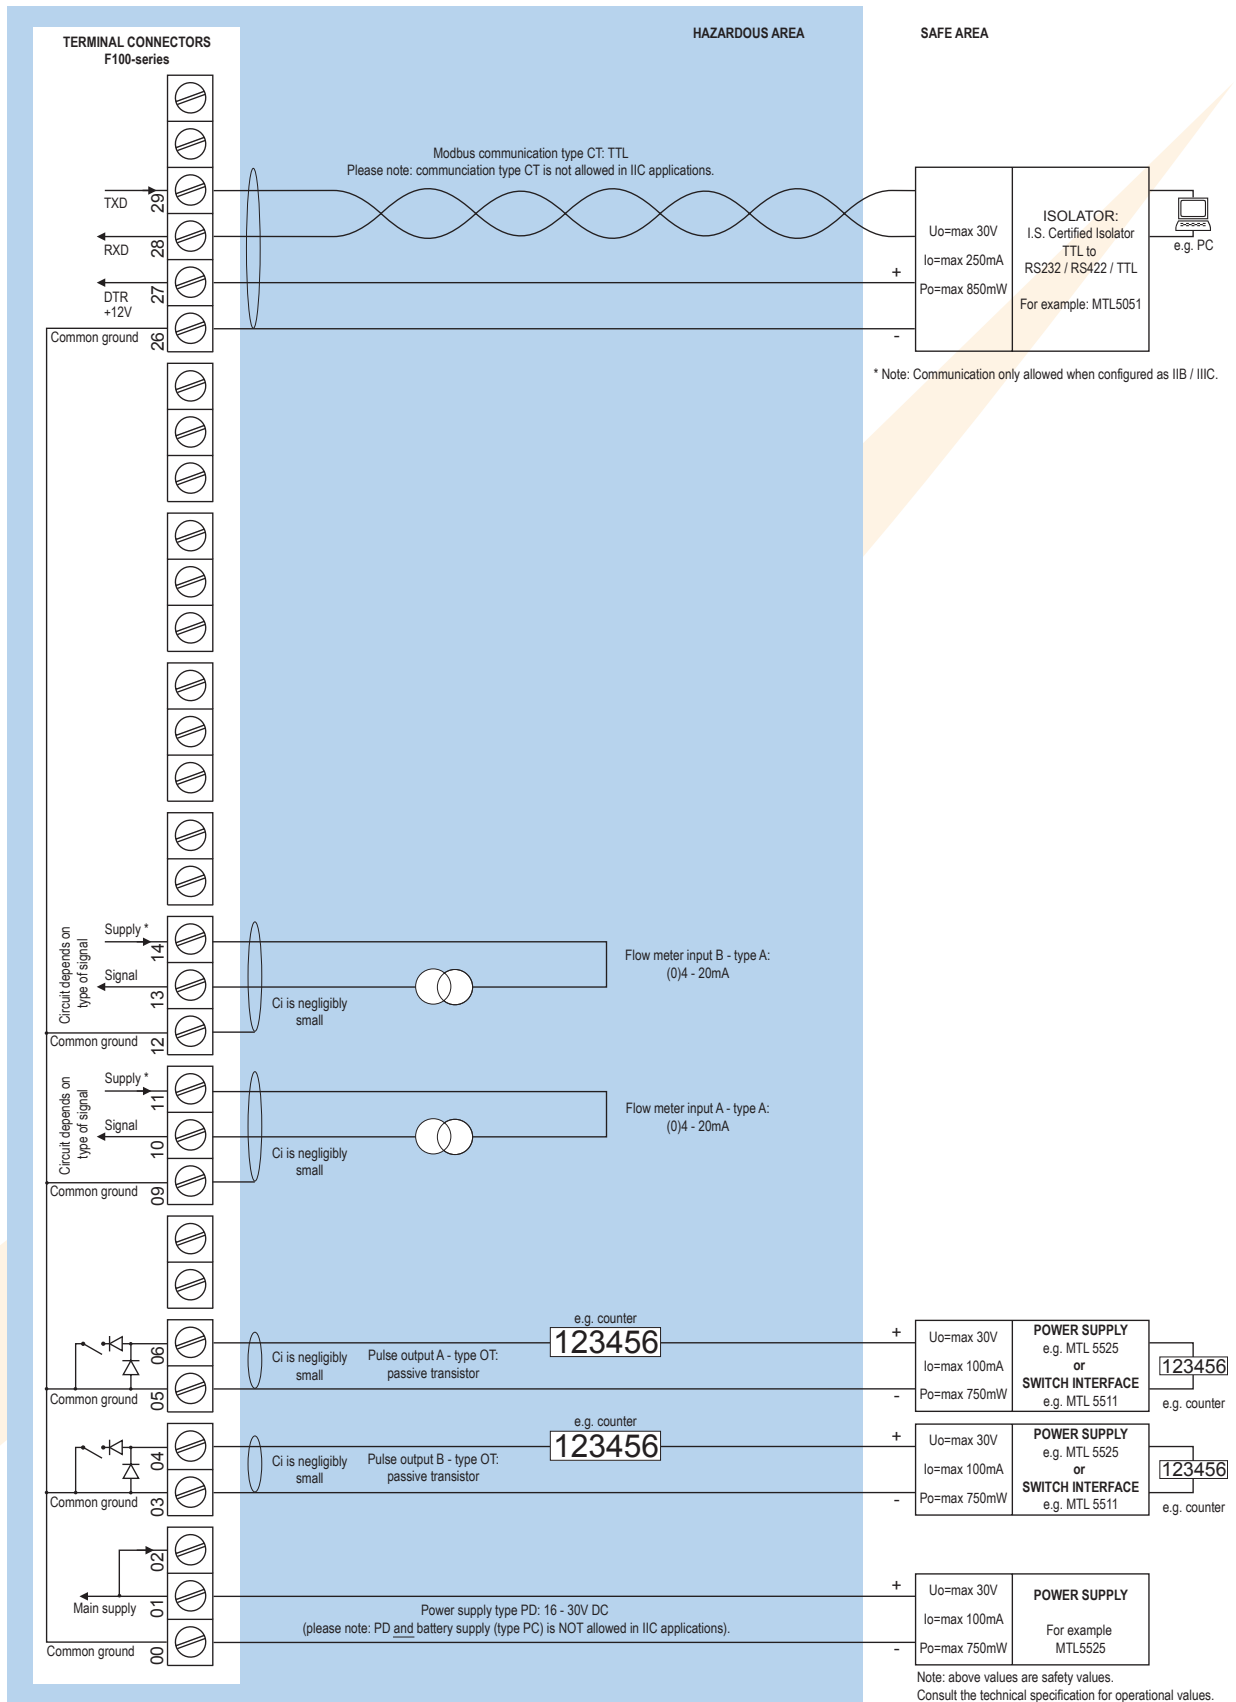 HAZARDOUS AREA
SAFE AREA
TERMINAL CONNECTORS
F100-series
Modbus communication type CT: TTL
Please note: communciation type CT is not allowed in IIC applications.
TXD
29
RXD
28
DTR
+12V
27
Common ground
26
+
-
Uo=max 30V
Io=max 250mA
Po=max 850mW
ISOLATOR:
I.S. Certified Isolator
TTL to
RS232 / RS422 / TTL
For example: MTL5051
e.g. PC
* Note: Communication only allowed when configured as IIB / IIIC.
Circuit depends on
type of signal
Supply *
14
Signal
13
Common ground
12
Ci is negligibly
small
Flow meter input B - type A:
(0)4 - 20mA
Circuit depends on
type of signal
Supply *
11
Signal
10
Common ground
09
Ci is negligibly
small
Flow meter input A - type A:
(0)4 - 20mA
06
Common ground
05
Ci is negligibly
small
Pulse output A - type OT:
passive transistor
e.g. counter
123456
+
-
Uo=max 30V
Io=max 100mA
Po=max 750mW
POWER SUPPLY
e.g. MTL 5525
or
SWITCH INTERFACE
e.g. MTL 5511
123456
e.g. counter
04
Common ground
03
Ci is negligibly
small
Pulse output B - type OT:
passive transistor
e.g. counter
123456
+
-
Uo=max 30V
Io=max 100mA
Po=max 750mW
POWER SUPPLY
e.g. MTL 5525
or
SWITCH INTERFACE
e.g. MTL 5511
123456
e.g. counter
02
Main supply
01
Common ground
00
Power supply type PD: 16 - 30V DC
(please note: PD and battery supply (type PC) is NOT allowed in IIC applications).
+
-
Uo=max 30V
Io=max 100mA
Po=max 750mW
POWER SUPPLY
For example
MTL5525
Note: above values are safety values.
Consult the technical specification for operational values.